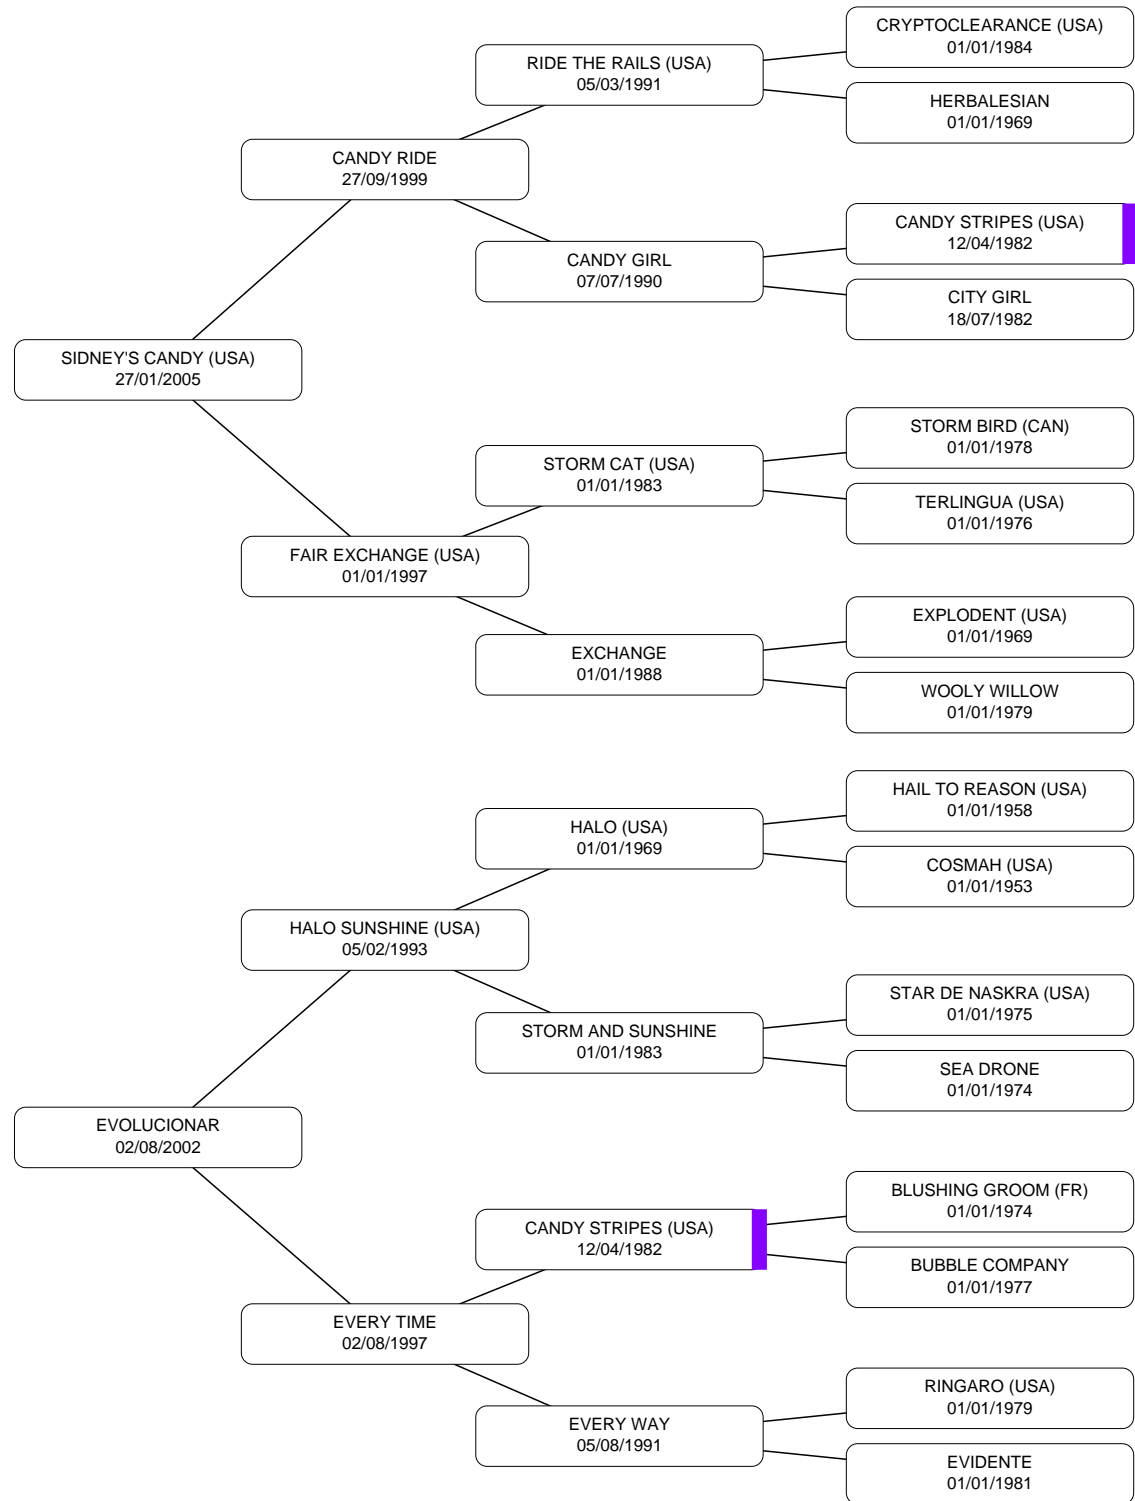 CRYPTOCLEARANCE (USA)
01/01/1984
RIDE THE RAILS (USA)
05/03/1991
HERBALESIAN
01/01/1969
CANDY RIDE
27/09/1999
CANDY STRIPES (USA)
12/04/1982
CANDY GIRL
07/07/1990
CITY GIRL
18/07/1982
SIDNEY'S CANDY (USA)
27/01/2005
STORM BIRD (CAN)
01/01/1978
STORM CAT (USA)
01/01/1983
TERLINGUA (USA)
01/01/1976
FAIR EXCHANGE (USA)
01/01/1997
EXPLODENT (USA)
01/01/1969
EXCHANGE
01/01/1988
WOOLY WILLOW
01/01/1979
HAIL TO REASON (USA)
01/01/1958
HALO (USA)
01/01/1969
COSMAH (USA)
01/01/1953
HALO SUNSHINE (USA)
05/02/1993
STAR DE NASKRA (USA)
01/01/1975
STORM AND SUNSHINE
01/01/1983
SEA DRONE
01/01/1974
EVOLUCIONAR
02/08/2002
BLUSHING GROOM (FR)
01/01/1974
CANDY STRIPES (USA)
12/04/1982
BUBBLE COMPANY
01/01/1977
EVERY TIME
02/08/1997
RINGARO (USA)
01/01/1979
EVERY WAY
05/08/1991
EVIDENTE
01/01/1981